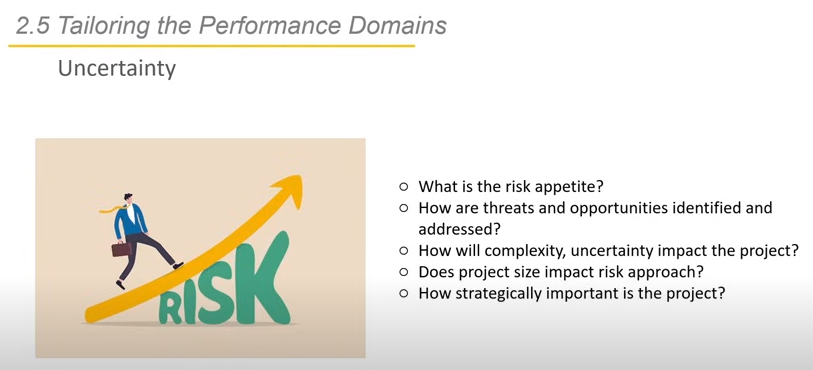 2.5 Tailoring the Performance Domains
Uncertainty
RISK
○ What is the risk appetite?
○ How are threats and opportunities identified and
addressed?
○ How will complexity, uncertainty impact the project?
○ Does project size impact risk approach?
○ How strategically important is the project?